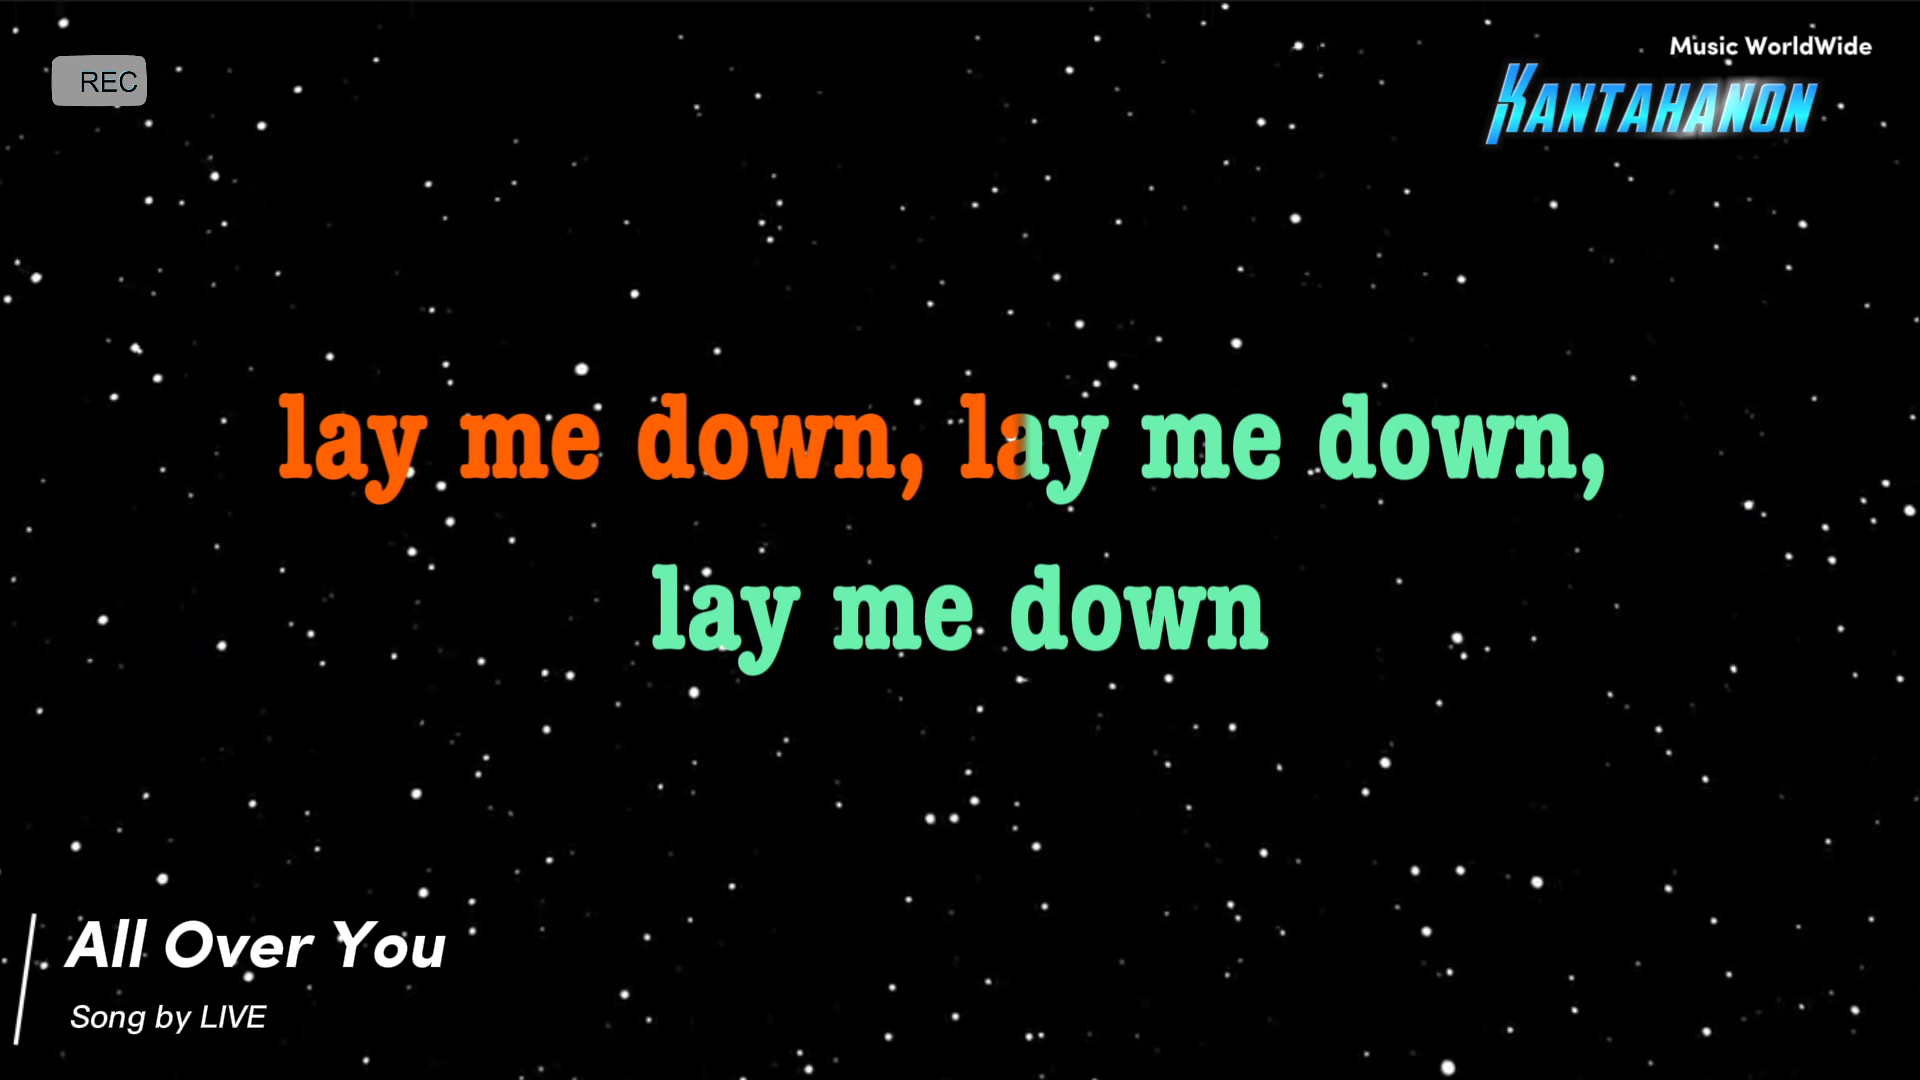 REC
Music WorldWide
KANTAHANON
lay me down, lay me down,
lay me down
All Over You
Song by LIVE